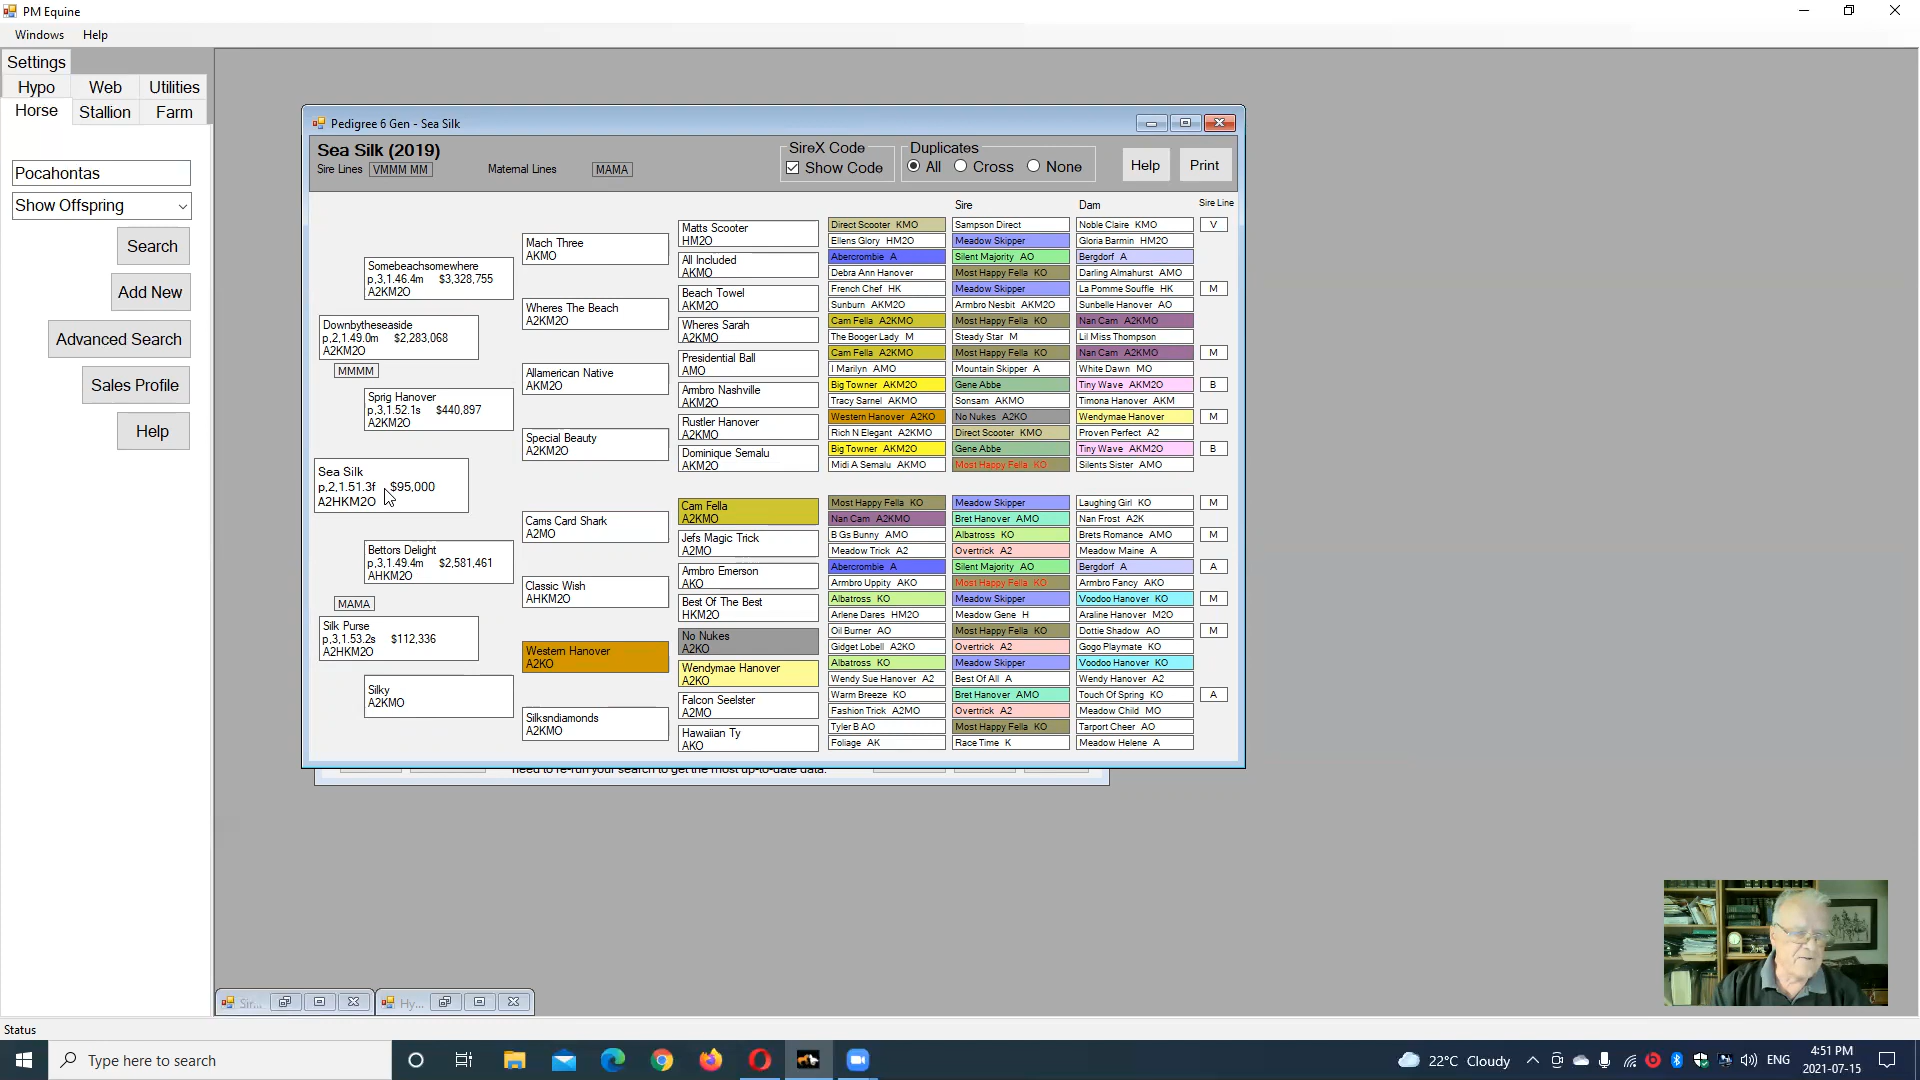 PM Equine
Windows Help
Settings
Hypo Web Utilities
Horse Stallion Farm
Pocahontas
Show Offspring
Search
Add New
Advanced Search
Sales Profile
Help
Pedigree 6 Gen - Sea Silk
Sea Silk (2019)
Sire Lines VMMM MM Maternal Lines MAMA
SireX Code
Show Code
Duplicates
All Cross None
Help Print
Sea Silk
p,2,1.51.3f $95,000
A2HKM2O
Downbytheseaside
p,2,1.49.0m $2,283,068
A2KM2O
MMMM
MAMA
Silk Purse
p,3,1.53.2s $112,336
A2HKM2O
Somebeachsomewhere
p,3,1.46.4m $3,328,755
A2KM2O
Sprig Hanover
p,3,1.52.1s $440,897
A2KM2O
Bettors Delight
p,3,1.49.4m $2,581,461
AHKM2O
Silky
A2KMO
Mach Three
AKMO
Wheres The Beach
A2KM2O
Allamerican Native
AKM2O
Special Beauty
A2KM2O
Cams Card Shark
A2MO
Classic Wish
AHKM2O
Western Hanover
A2KO
Silksndiamonds
A2KMO
Matts Scooter
HM2O
All Included
AKMO
Beach Towel
AKM2O
Wheres Sarah
A2KM2O
Presidential Ball
AMO
Ambro Nashville
AKM2O
Rustler Hanover
A2KMO
Dominique Semalu
AKM2O
Cam Fella
A2KMO
Jefs Magic Trick
A2MO
Ambro Emerson
AKO
Best Of The Best
HKM2O
No Nukes
A2KO
Wendymae Hanover
A2KO
Falcon Seelster
A2MO
Hawaiian Ty
AKO
Sire Dam Sire Line
Direct Scooter KMO Sampson Direct Noble Claire KMO V
Ellens Glory HM2O Meadow Skipper Gloria Barmin HM2O
Abercrombie A Silent Majority AO Bergdorf A
Debra Ann Hanover Most Happy Fella KO Darling Almahurst AMO
French Chef HK Meadow Skipper La Pomme Souffle HK M
Sunburn AKM2O Armbro Nesbit AKM2O Sunbelle Hanover AO
Cam Fella A2KMO Most Happy Fella KO Nan Cam A2KMO
The Booger Lady M Steady Star M Lil Miss Thompson
Cam Fella A2KMO Most Happy Fella KO Nan Cam A2KMO M
I Marilyn AMO Mountain Skipper A White Dawn MO
Big Towner AKM2O Gene Abbe Tiny Wave AKM2O B
Tracy Sarnel AKMO Sonsam AKMO Timona Hanover AKM
Western Hanover A2KO No Nukes A2KO Wendymae Hanover M
Rich N Elegant A2KMO Direct Scooter KMO Proven Perfect A2
Big Towner AKM2O Gene Abbe Tiny Wave AKM2O B
Midi A Semalu AKMO Most Happy Fella KO Silents Sister AMO
Most Happy Fella KO Meadow Skipper Laughing Girl KO M
Nan Cam A2KMO Bret Hanover AMO Nan Frost A2K
B Gs Bunny AMO Albatross KO Brets Romance AMO M
Meadow Trick A2 Overtrick A2 Meadow Maine A
Abercrombie A Silent Majority AO Bergdorf A A
Armbro Uppity AKO Most Happy Fella KO Armbro Fancy AKO
Albatross KO Meadow Skipper Voodoo Hanover KO M
Arlene Dares HM2O Meadow Gene H Araline Hanover M2O
Oil Burner AO Most Happy Fella KO Dottie Shadow AO M
Gidget Lobell A2KO Overtrick A2 Gogo Playmate KO
Albatross KO Meadow Skipper Voodoo Hanover KO
Wendy Sue Hanover A2 Best Of All A Wendy Hanover A2
Warm Breeze KO Bret Hanover AMO Touch Of Spring KO A
Fashion Trick A2MO Overtrick A2 Meadow Child MO
Tyler B AO Most Happy Fella KO Tarport Cheer AO
Foliage AK Race Time K Meadow Helene A
need to re-run your search to get the most up-to-date data.
Sir... Hy...
Status
Type here to search
22°C Cloudy ENG 4:51 PM
2021-07-15